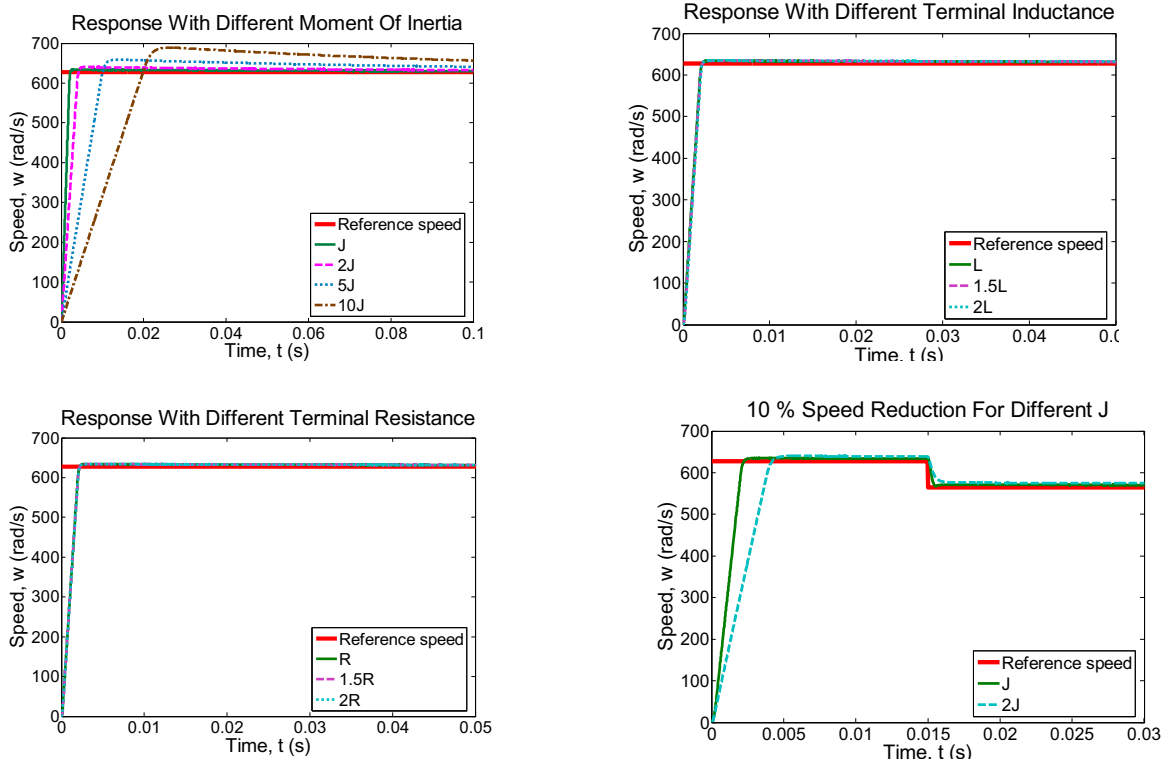 Response With Different Moment Of Inertia
700
600
500
400
300
200
100
0
Speed, w (rad/s)
Reference speed
J
2J
5J
10J
0
0.02
0.04
0.06
0.08
0.1
Time, t (s)
Response With Different Terminal Inductance
700
600
500
400
300
200
100
0
Speed, w (rad/s)
Reference speed
L
1.5L
2L
0
0.01
0.02
0.03
0.04
Time, t (s)
Response With Different Terminal Resistance
700
600
500
400
300
200
100
0
Speed, w (rad/s)
Reference speed
R
1.5R
2R
0
0.01
0.02
0.03
0.04
0.05
Time, t (s)
10 % Speed Reduction For Different J
700
600
500
400
300
200
100
0
Speed, w (rad/s)
Reference speed
J
2J
0
0.005
0.01
0.015
0.02
0.025
0.03
Time, t (s)